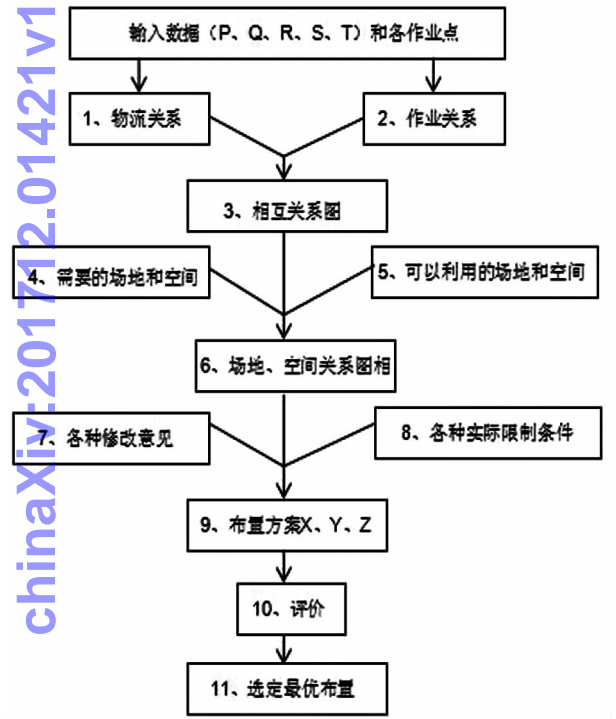 输入数据（P、Q、R、S、T）和各作业点
1、物流关系
2、作业关系
3、相互关系图
4、需要的场地和空间
5、可以利用的场地和空间
6、场地、空间关系图相
7、各种修改意见
8、各种实际限制条件
9、布置方案X、Y、Z
10、评价
11、选定最优布置
chinaXiv:201712.01421v1